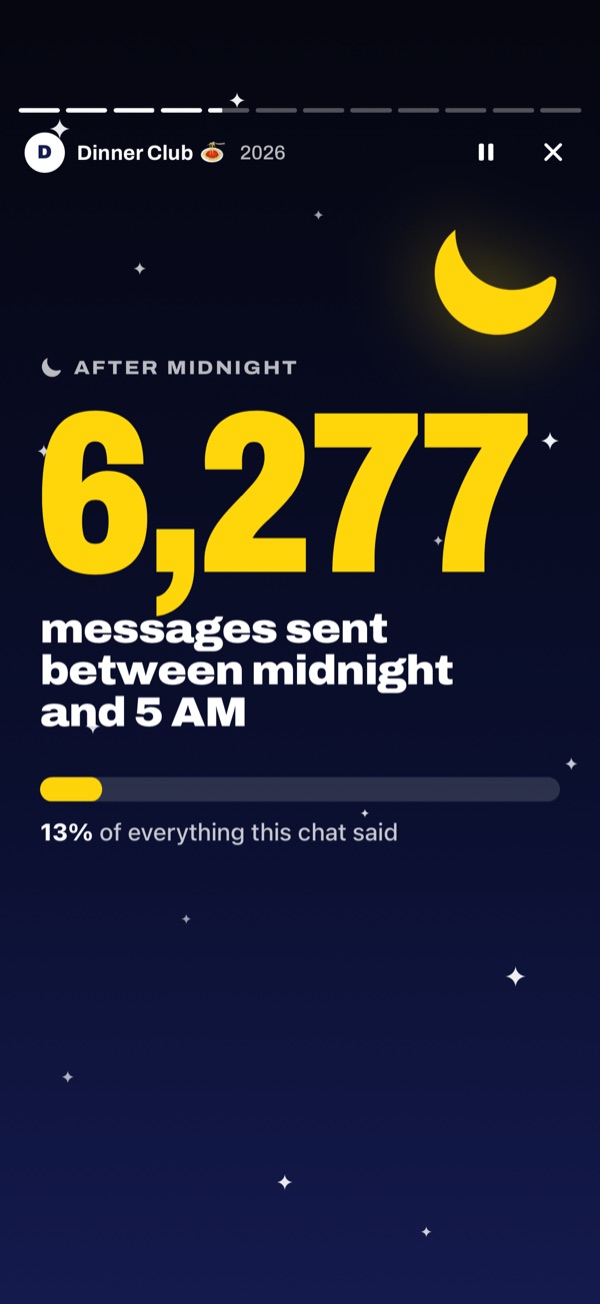 D Dinner Club 🍝 2026
AFTER MIDNIGHT
6,277
messages sent
between midnight
and 5 AM
13% of everything this chat said